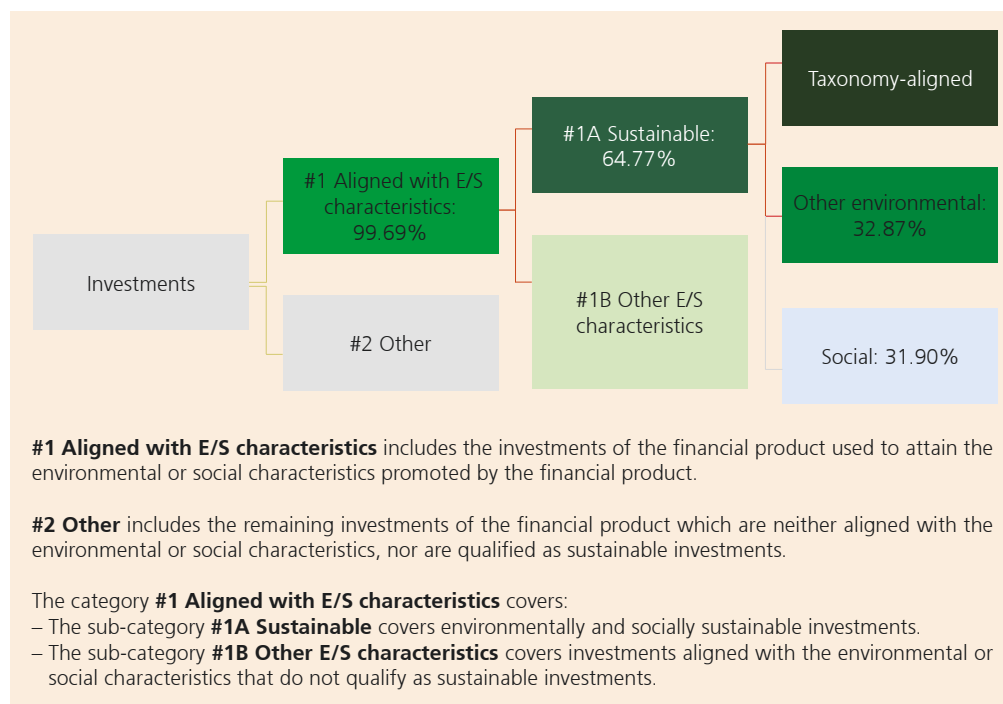 Taxonomy-aligned
#1A Sustainable:
64.77%
#1 Aligned with E/S
characteristics:
99.69%
Other environmental:
32.87%
Investments
#1B Other E/S
characteristics
#2 Other
Social: 31.90%
#1 Aligned with E/S characteristics includes the investments of the financial product used to attain the
environmental or social characteristics promoted by the financial product.
#2 Other includes the remaining investments of the financial product which are neither aligned with the
environmental or social characteristics, nor are qualified as sustainable investments.
The category #1 Aligned with E/S characteristics covers:
– The sub-category #1A Sustainable covers environmentally and socially sustainable investments.
– The sub-category #1B Other E/S characteristics covers investments aligned with the environmental or
social characteristics that do not qualify as sustainable investments.